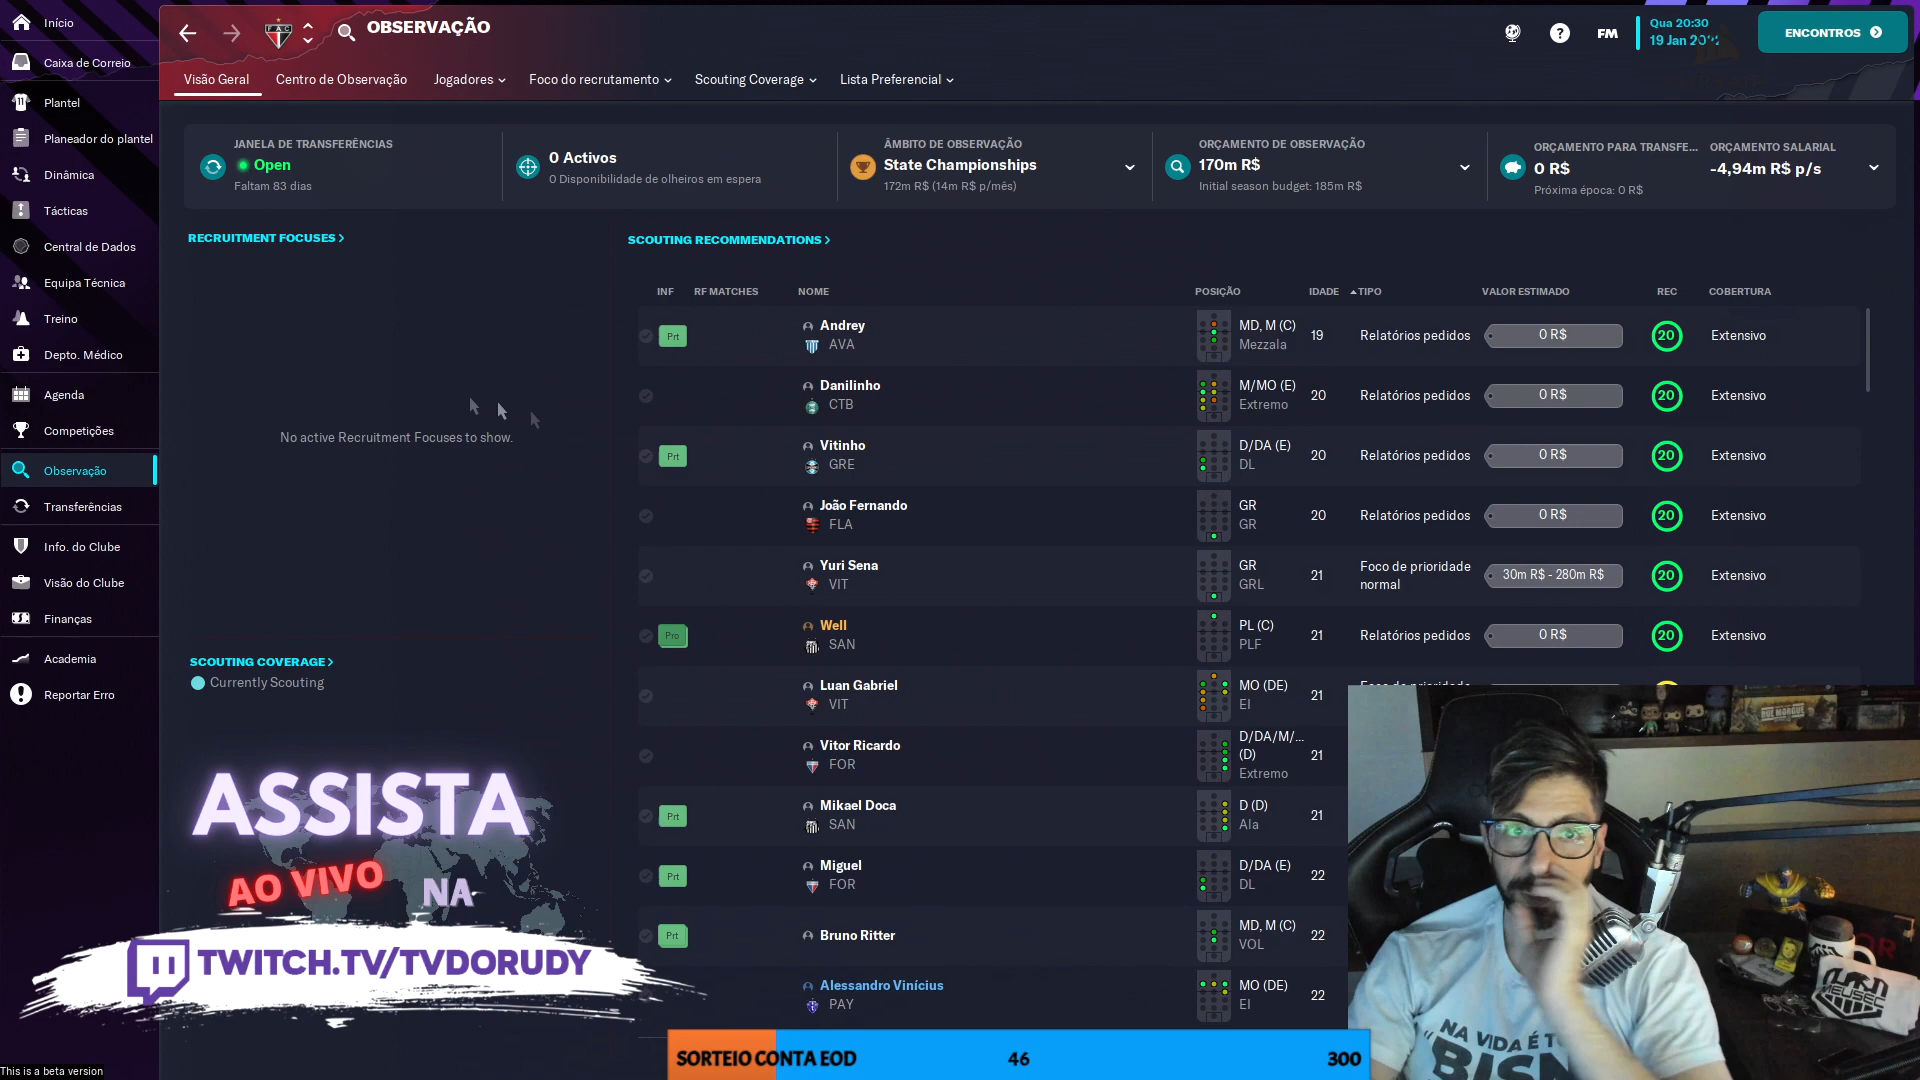 Início
Caixa de Correio
Plantel
Planeador do plantel
Dinâmica
Tácticas
Central de Dados
Equipa Técnica
Treino
Depto. Médico
Agenda
Competições
Observação
Transferências
Info. do Clube
Visão do Clube
Finanças
Academia
Reportar Erro
This is a beta version
OBSERVAÇÃO
FM
Qua 20:30
19 Jan
ENCONTROS
Visão Geral
Centro de Observação
Jogadores
Foco do recrutamento
Scouting Coverage
Lista Preferencial
JANELA DE TRANSFERÊNCIAS
Open
Faltam 83 dias
0 Activos
0 Disponibilidade de olheiros em espera
ÂMBITO DE OBSERVAÇÃO
State Championships
172m R$ (14m R$ p/mês)
ORÇAMENTO DE OBSERVAÇÃO
170m R$
Initial season budget: 185m R$
ORÇAMENTO PARA TRANSFE...
0 R$
Próxima época: 0 R$
ORÇAMENTO SALARIAL
-4,94m R$ p/s
RECRUITMENT FOCUSES
No active Recruitment Focuses to show.
SCOUTING COVERAGE
Currently Scouting
SCOUTING RECOMMENDATIONS
INF RF MATCHES NOME POSIÇÃO IDADE TIPO VALOR ESTIMADO REC COBERTURA
Prt Andrey MD, M (C) 19 Relatórios pedidos 0 R$ 20 Extensivo
AVA Mezzala
Danilinho M/MO (E) 20 Relatórios pedidos 0 R$ 20 Extensivo
CTB Extremo
Prt Vitinho D/DA (E) 20 Relatórios pedidos 0 R$ 20 Extensivo
GRE DL
João Fernando GR 20 Relatórios pedidos 0 R$ 20 Extensivo
FLA GR
Yuri Sena GR 21 Foco de prioridade normal 30m R$ - 280m R$ 20 Extensivo
VIT GRL
Pro Well PL (C) 21 Relatórios pedidos 0 R$ 20 Extensivo
SAN PLF
Luan Gabriel MO (DE) 21
VIT EI
Vitor Ricardo D/DA/M/... (D) 21
FOR Extremo
Prt Mikael Doca D (D) 21
SAN Ala
Prt Miguel D/DA (E) 22
FOR DL
Prt Bruno Ritter MD, M (C) 22
VOL
Alessandro Vinícius MO (DE) 22
PAY EI
ASSISTA
AO VIVO
NA
TWITCH.TV/TVDORUDY
SORTEIO CONTA EOD 46 300
NA VIDA É